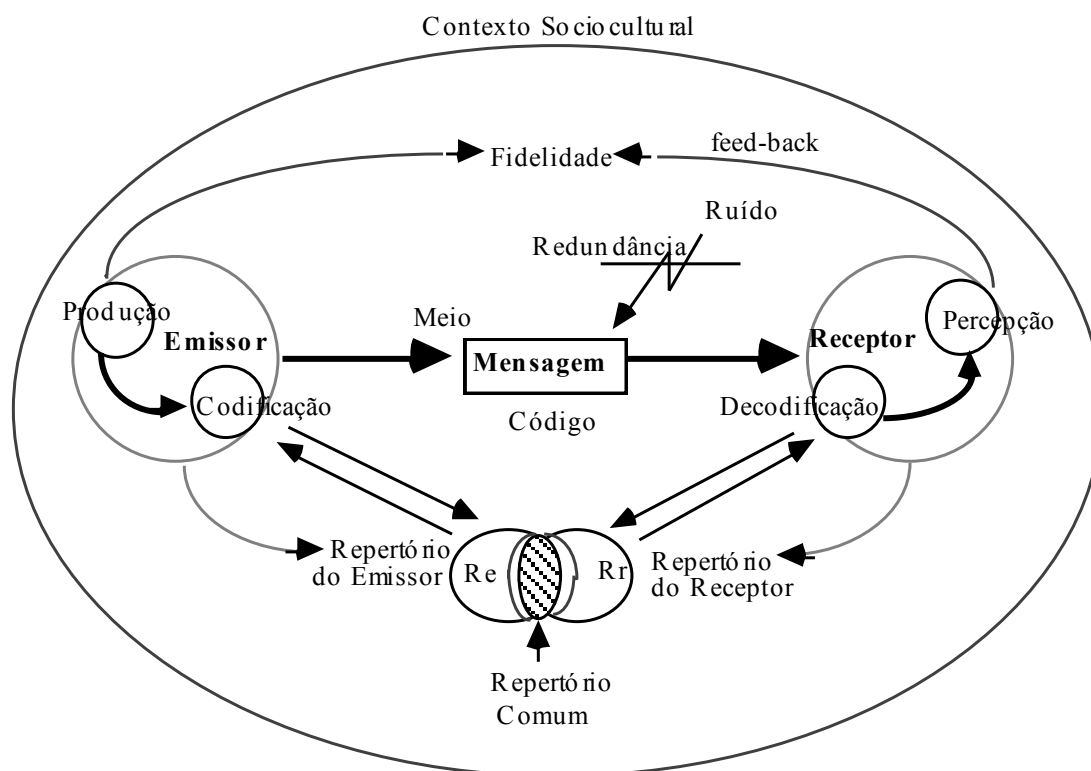 Contexto Sociocultural
feed-back
Fidelidade
Ruído
Redundância
Produção
Emissor
Meio
Receptor
Percepção
Mensagem
Codificação
Código
Decodificação
Repertório
do Emissor
Re
Rr
Repertório
do Receptor
Repertório
Comum